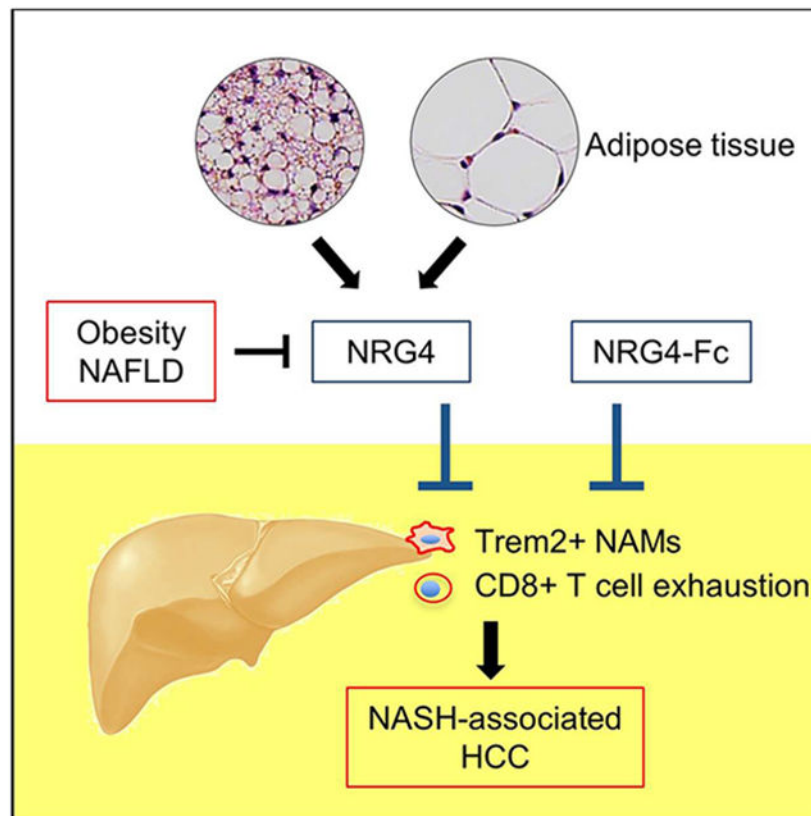 Adipose tissue
Obesity
NAFLD
NRG4
NRG4-Fc
Trem2+ NAMs
CD8+ T cell exhaustion
NASH-associated
HCC